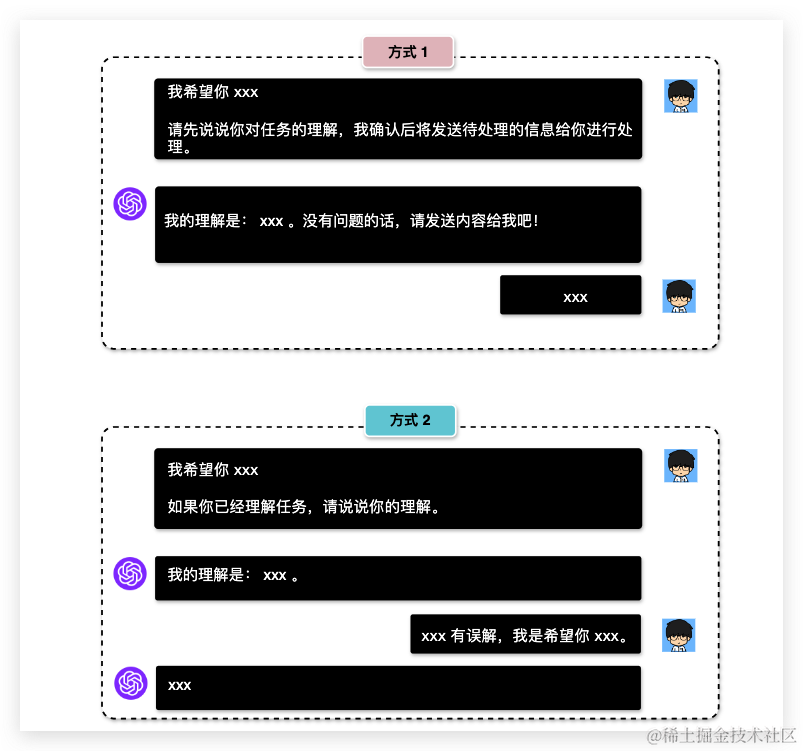 方式 1
我希望你 xxx
请先说说你对任务的理解，我确认后将发送待处理的信息给你进行处
理。
我的理解是： xxx 。没有问题的话，请发送内容给我吧！
xxx
方式 2
我希望你 xxx
如果你已经理解任务，请说说你的理解。
我的理解是： xxx 。
xxx 有误解，我是希望你 xxx。
xxx
@稀土掘金技术社区